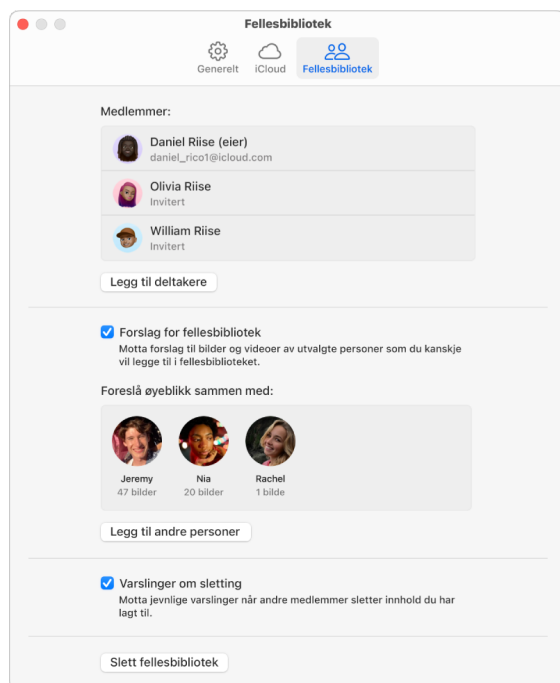 Fellesbibliotek
Generelt
iCloud
Fellesbibliotek
Medlemmer:
Daniel Riise (eier)
daniel_rico1@icloud.com
Olivia Riise
Invitert
William Riise
Invitert
Legg til deltakere
Forslag for fellesbibliotek
Motta forslag til bilder og videoer av utvalgte personer som du kanskje
vil legge til i fellesbiblioteket.
Foreslå øyeblikk sammen med:
Jeremy
47 bilder
Nia
20 bilder
Rachel
1 bilde
Legg til andre personer
Varslinger om sletting
Motta jevnlige varslinger når andre medlemmer sletter innhold du har
lagt til.
Slett fellesbibliotek